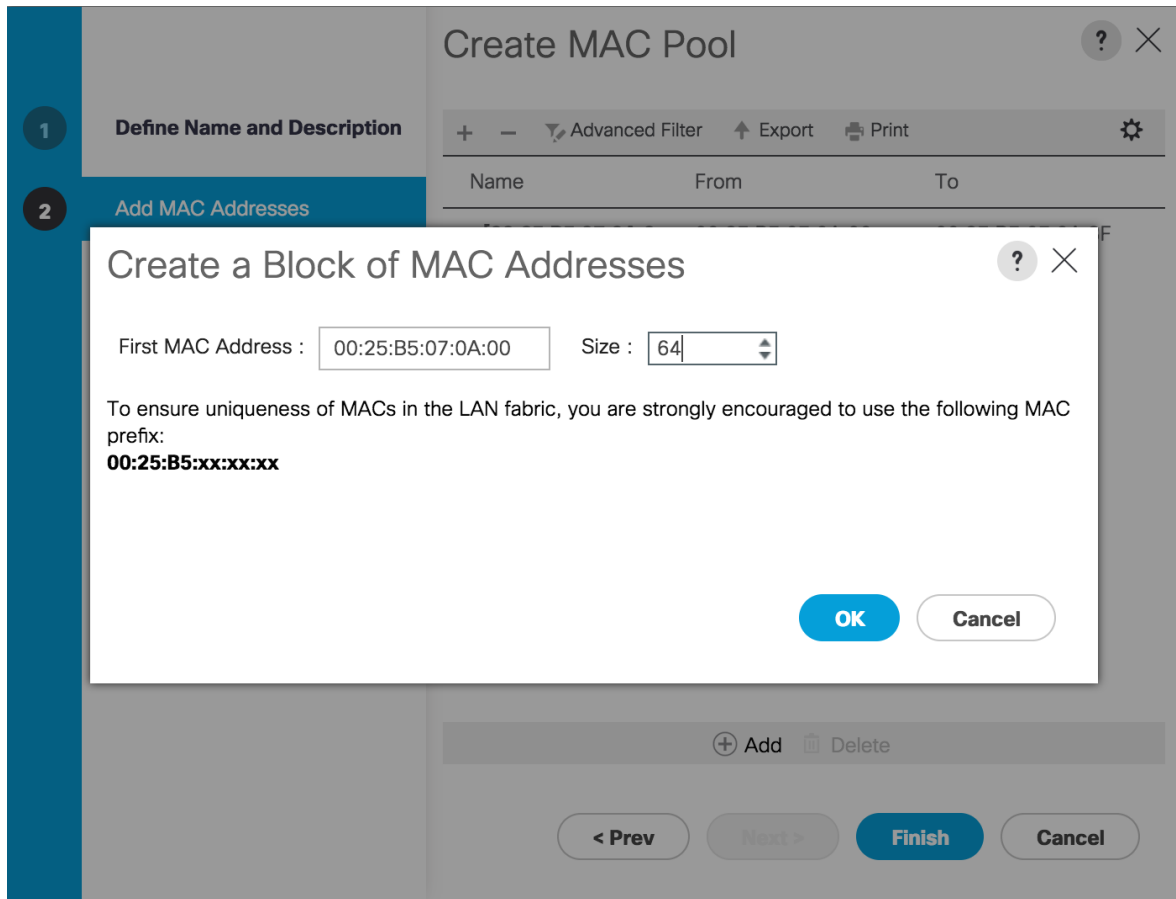 Create MAC Pool
?
1
Define Name and Description
Advanced Filter
Export
Print
Name
From
To
2
Add MAC Addresses
Create a Block of MAC Addresses
?
First MAC Address :
00:25:B5:07:0A:00
Size :
64
To ensure uniqueness of MACs in the LAN fabric, you are strongly encouraged to use the following MAC
prefix:
00:25:B5:xx:xx:xx
OK
Cancel
Add
Delete
< Prev
Next >
Finish
Cancel